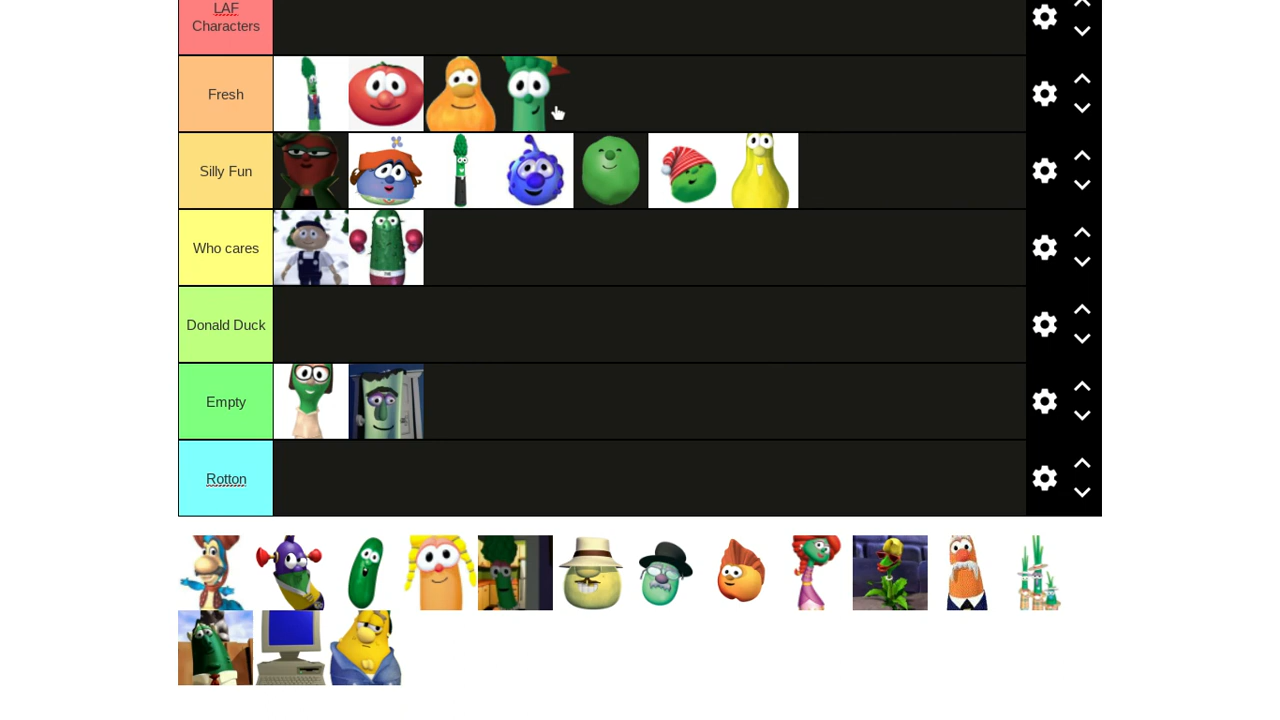 LAF
Characters
Fresh
Silly Fun
Who cares
Donald Duck
Empty
Rotton